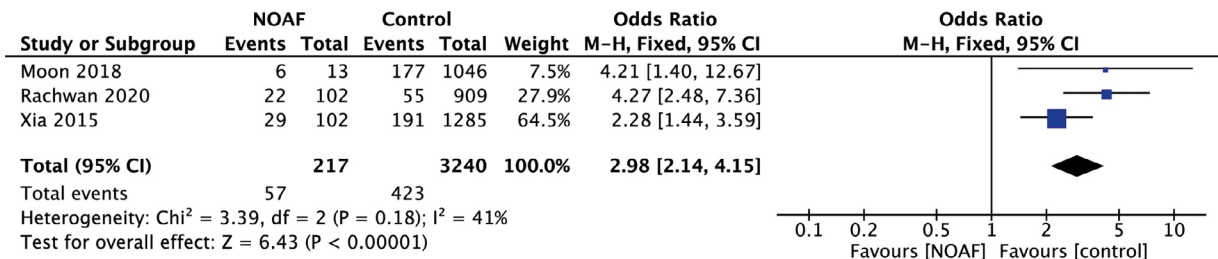 NOAF Control Odds Ratio Odds Ratio
Study or Subgroup Events Total Events Total Weight M-H, Fixed, 95% CI M-H, Fixed, 95% CI
Moon 2018 6 13 177 1046 7.5% 4.21 [1.40, 12.67]
Rachwan 2020 22 102 55 909 27.9% 4.27 [2.48, 7.36]
Xia 2015 29 102 191 1285 64.5% 2.28 [1.44, 3.59]
Total (95% CI) 217 3240 100.0% 2.98 [2.14, 4.15]
Total events 57 423
Heterogeneity: Chi² = 3.39, df = 2 (P = 0.18); I² = 41%
Test for overall effect: Z = 6.43 (P < 0.00001)
0.1 0.2 0.5 1 2 5 10
Favours [NOAF] Favours [control]